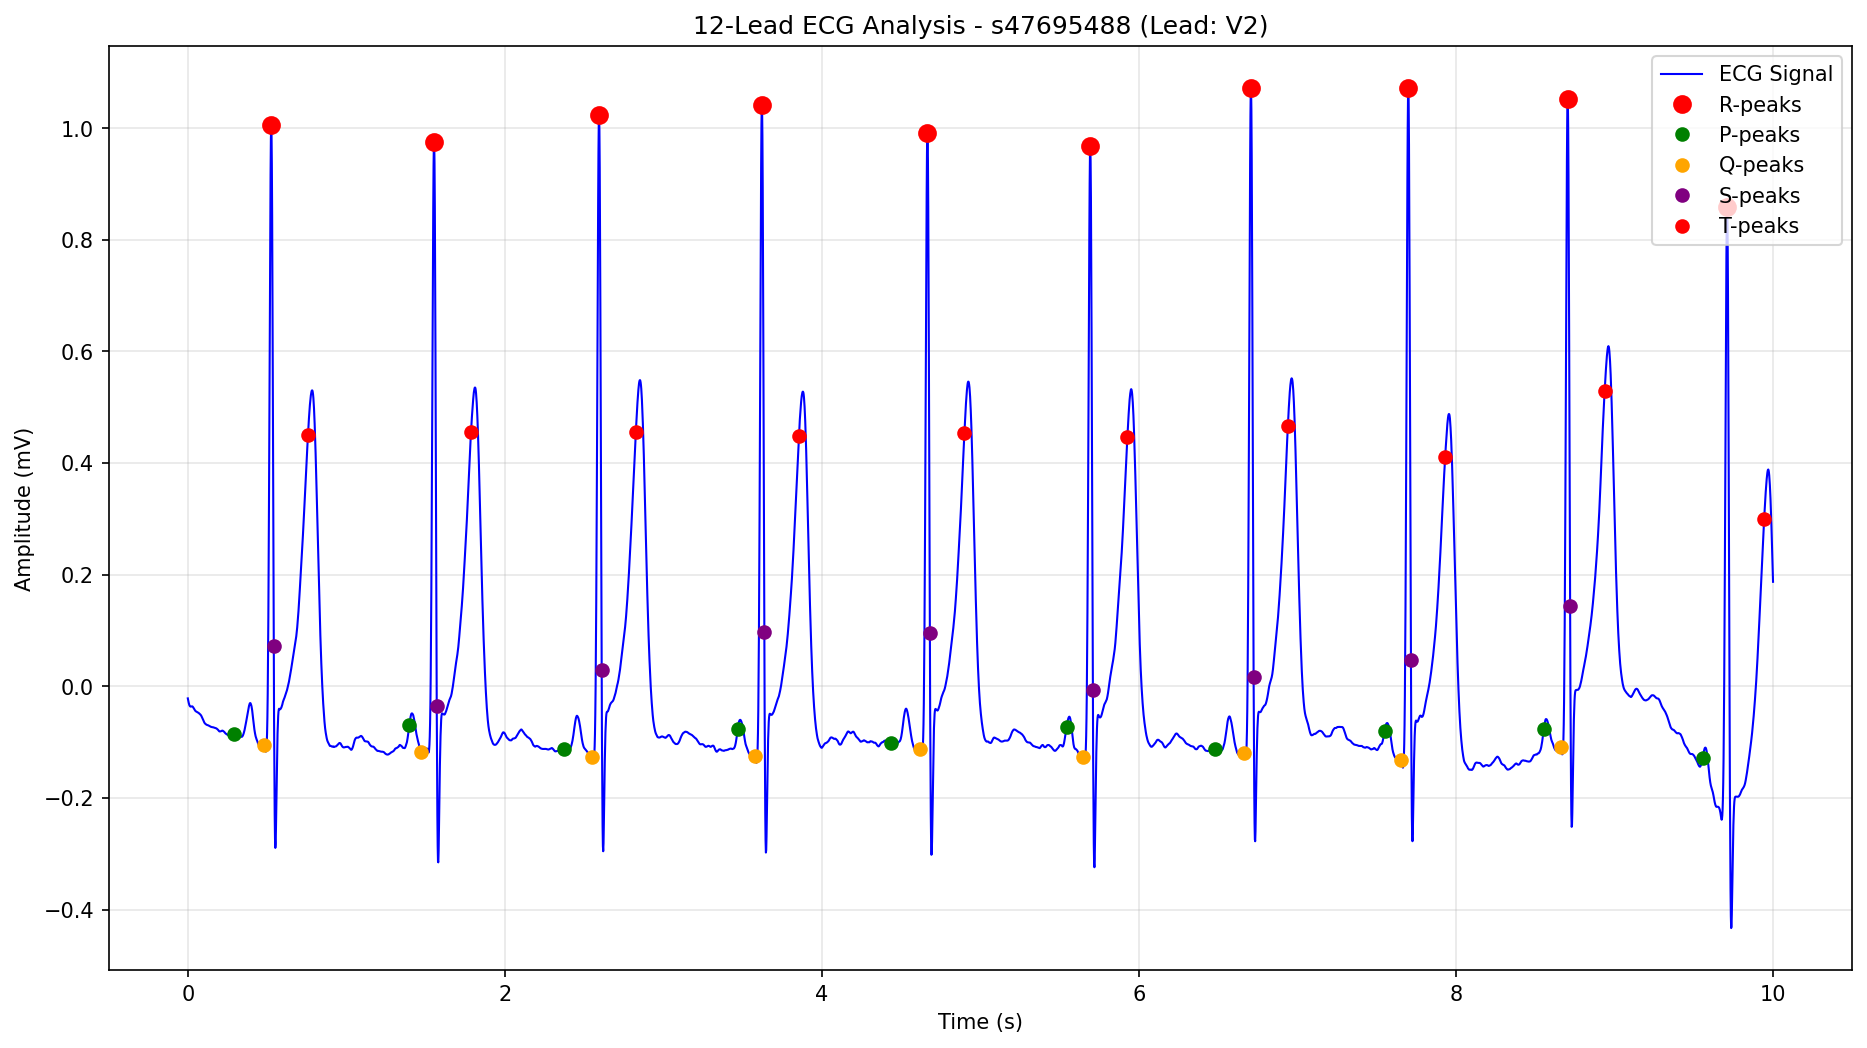 12-Lead ECG Analysis - s47695488 (Lead: V2)
ECG Signal
R-peaks
P-peaks
Q-peaks
S-peaks
T-peaks
1.0
0.8
0.6
0.4
0.2
0.0
−0.2
−0.4
Amplitude (mV)
0 2 4 6 8 10
Time (s)